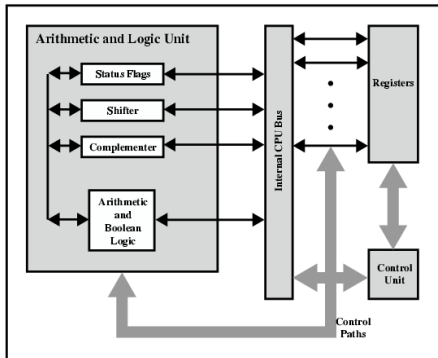 Arithmetic and Logic Unit
Status Flags
Shifter
Complementer
Arithmetic
and
Boolean
Logic
Internal CPU Bus
Registers
Control
Unit
Control
Paths